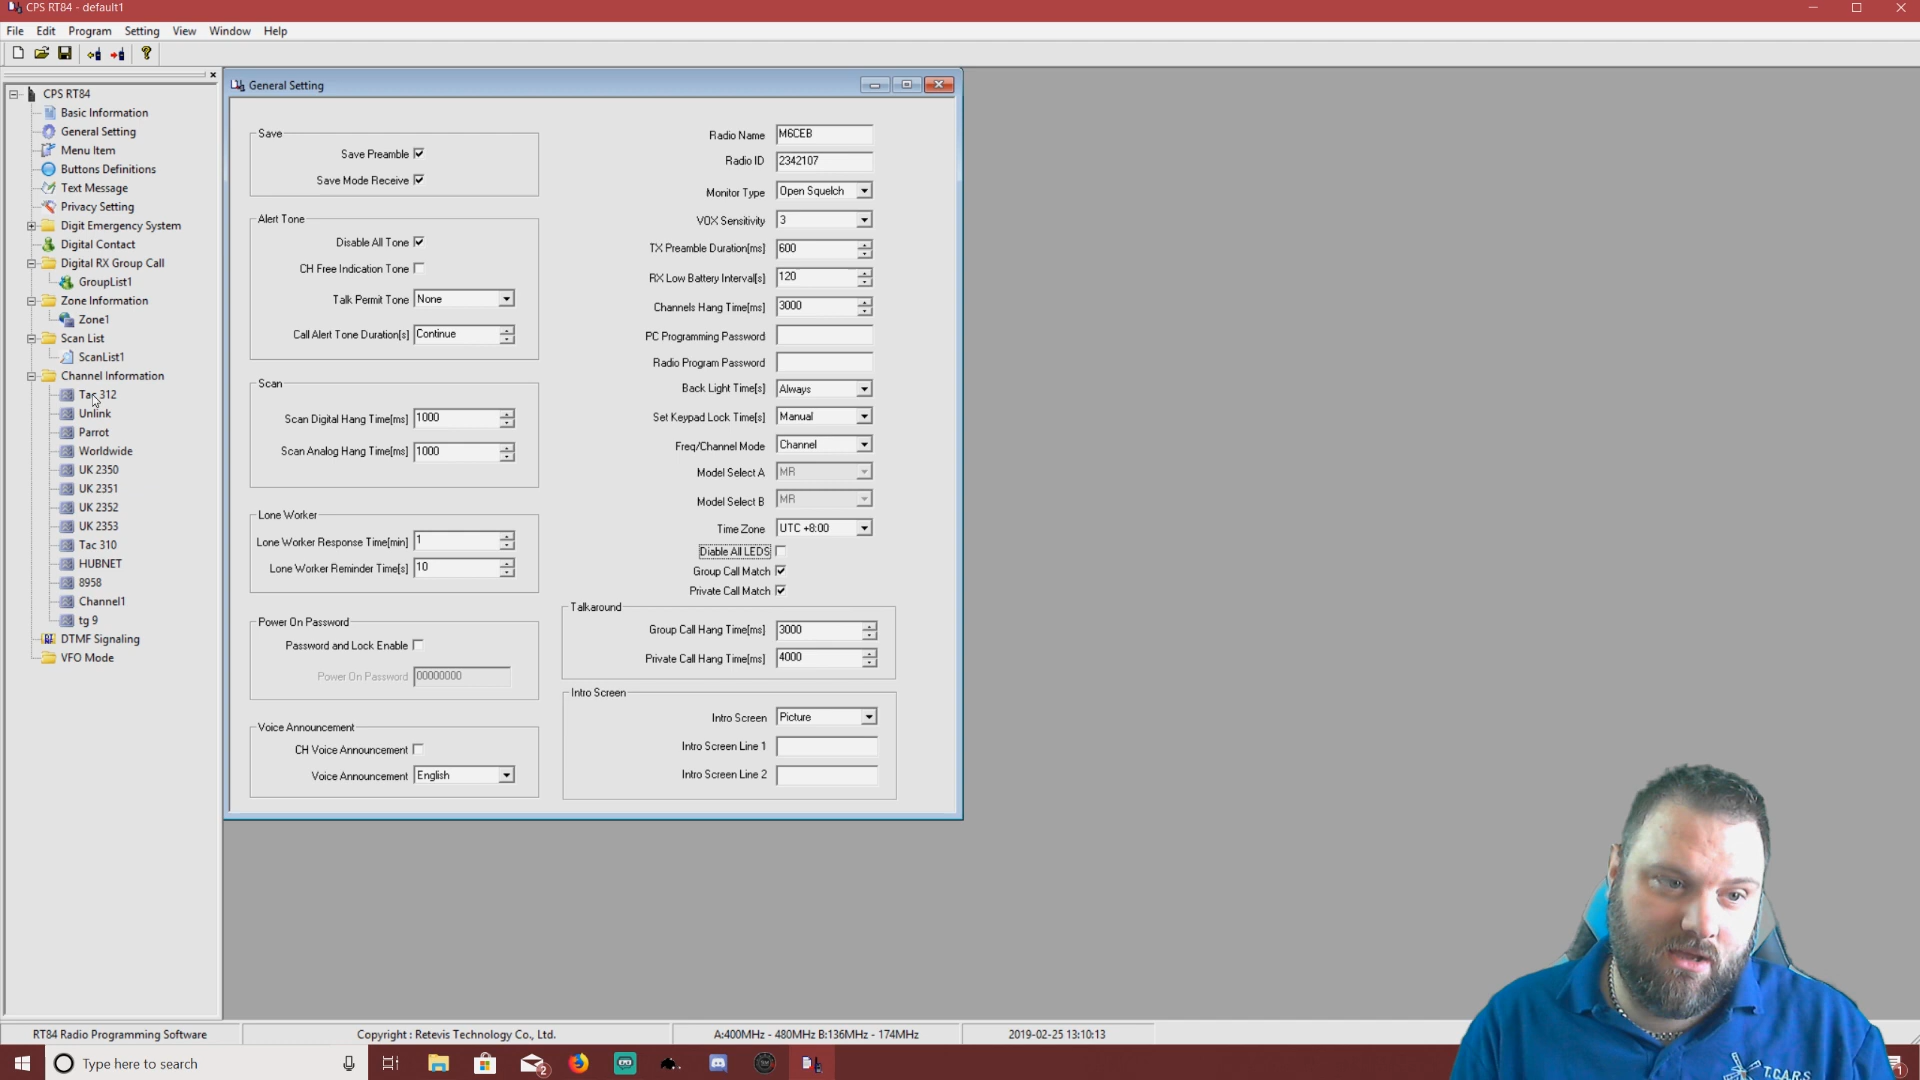 CPS RT84 - default1
File Edit Program Setting View Window Help
CPS RT84
Basic Information
General Setting
Menu Item
Buttons Definitions
Text Message
Privacy Setting
Digit Emergency System
Digital Contact
Digital RX Group Call
GroupList1
Zone Information
Zone1
Scan List
ScanList1
Channel Information
Tac 312
Unlink
Parrot
Worldwide
UK 2350
UK 2351
UK 2352
UK 2353
Tac 310
HUBNET
8958
Channel1
tg 9
DTMF Signaling
VFO Mode
General Setting
Save
Save Preamble
Save Mode Receive
Alert Tone
Disable All Tone
CH Free Indication Tone
Talk Permit Tone None
Call Alert Tone Duration[s] Continue
Scan
Scan Digital Hang Time[ms] 1000
Scan Analog Hang Time[ms] 1000
Lone Worker
Lone Worker Response Time[min] 1
Lone Worker Reminder Time[s] 10
Power On Password
Password and Lock Enable
Power On Password 00000000
Voice Announcement
CH Voice Announcement
Voice Announcement English
Radio Name M6CEB
Radio ID 2342107
Monitor Type Open Squelch
VOX Sensitivity 3
TX Preamble Duration[ms] 600
RX Low Battery Interval[s] 120
Channels Hang Time[ms] 3000
PC Programming Password
Radio Program Password
Back Light Time[s] Always
Set Keypad Lock Time[s] Manual
Freq/Channel Mode Channel
Model Select A MR
Model Select B MR
Time Zone UTC +8:00
Diable All LEDS
Group Call Match
Private Call Match
Talkaround
Group Call Hang Time[ms] 3000
Private Call Hang Time[ms] 4000
Intro Screen
Intro Screen Picture
Intro Screen Line 1
Intro Screen Line 2
RT84 Radio Programming Software Copyright : Retevis Technology Co., Ltd. A:400MHz - 480MHz B:136MHz - 174MHz 2019-02-25 13:10:13
Type here to search
2
1
T.C.A.R.S